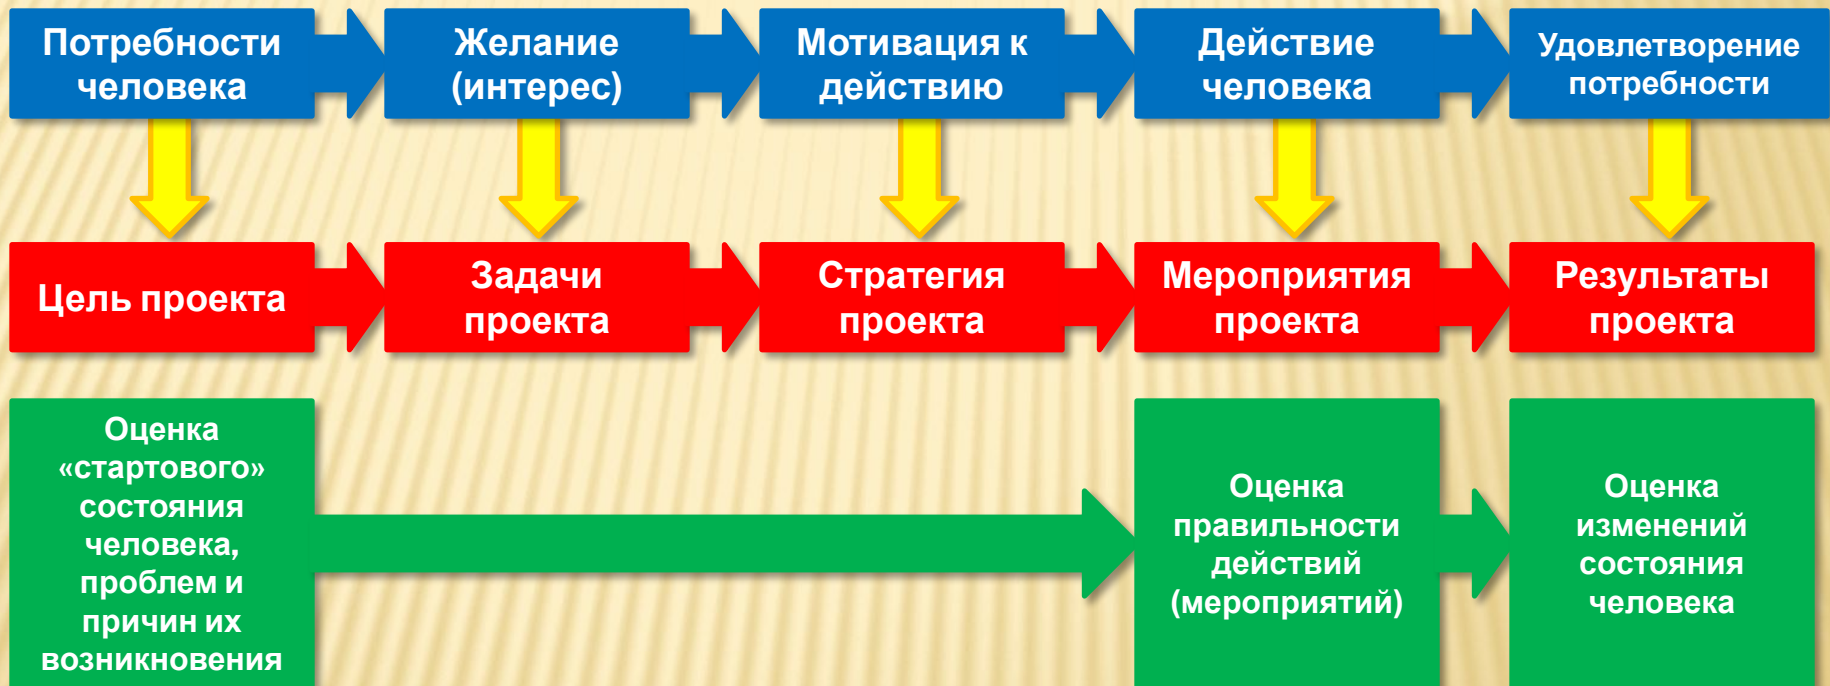 Потребности
человека
Желание
(интерес)
Мотивация к
действию
Действие
человека
Удовлетворение
потребности
Цель проекта
Задачи
проекта
Стратегия
проекта
Мероприятия
проекта
Результаты
проекта
Оценка
«стартового»
состояния
человека,
проблем и
причин их
возникновения
Оценка
правильности
действий
(мероприятий)
Оценка
изменений
состояния
человека